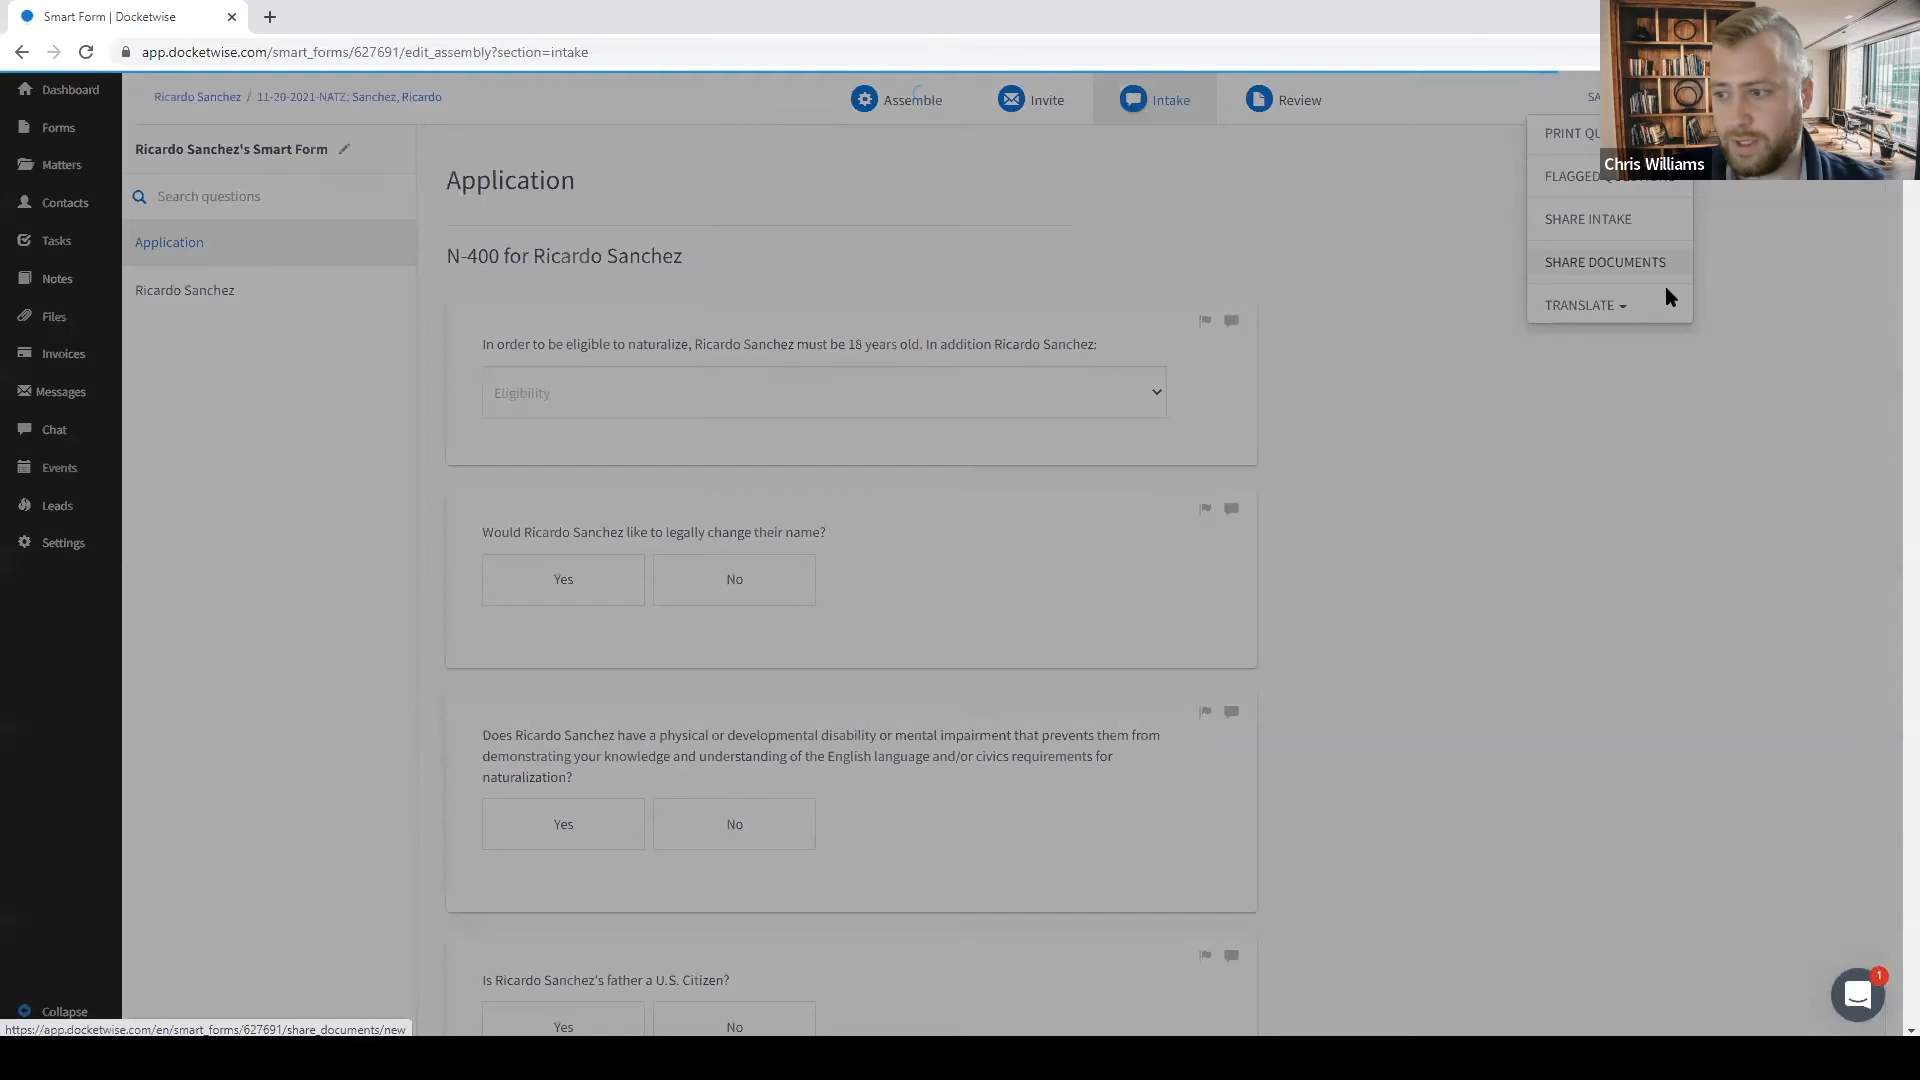 Smart Form | Docketwise
app.docketwise.com/smart_forms/627691/edit_assembly?section=intake
Dashboard
Forms
Matters
Contacts
Tasks
Notes
Files
Invoices
Messages
Chat
Events
Leads
Settings
Collapse
Ricardo Sanchez / 11-20-2021-NATZ: Sanchez, Ricardo
Assemble
Invite
Intake
Review
SA
Ricardo Sanchez's Smart Form
Search questions
Application
Ricardo Sanchez
Application
N-400 for Ricardo Sanchez
In order to be eligible to naturalize, Ricardo Sanchez must be 18 years old. In addition Ricardo Sanchez:
Eligibility
Would Ricardo Sanchez like to legally change their name?
Yes
No
Does Ricardo Sanchez have a physical or developmental disability or mental impairment that prevents them from
demonstrating your knowledge and understanding of the English language and/or civics requirements for
naturalization?
Yes
No
Is Ricardo Sanchez's father a U.S. Citizen?
Yes
No
PRINT QU
FLAGGED QUESTIONS
SHARE INTAKE
SHARE DOCUMENTS
TRANSLATE
Chris Williams
1
https://app.docketwise.com/en/smart_forms/627691/share_documents/new